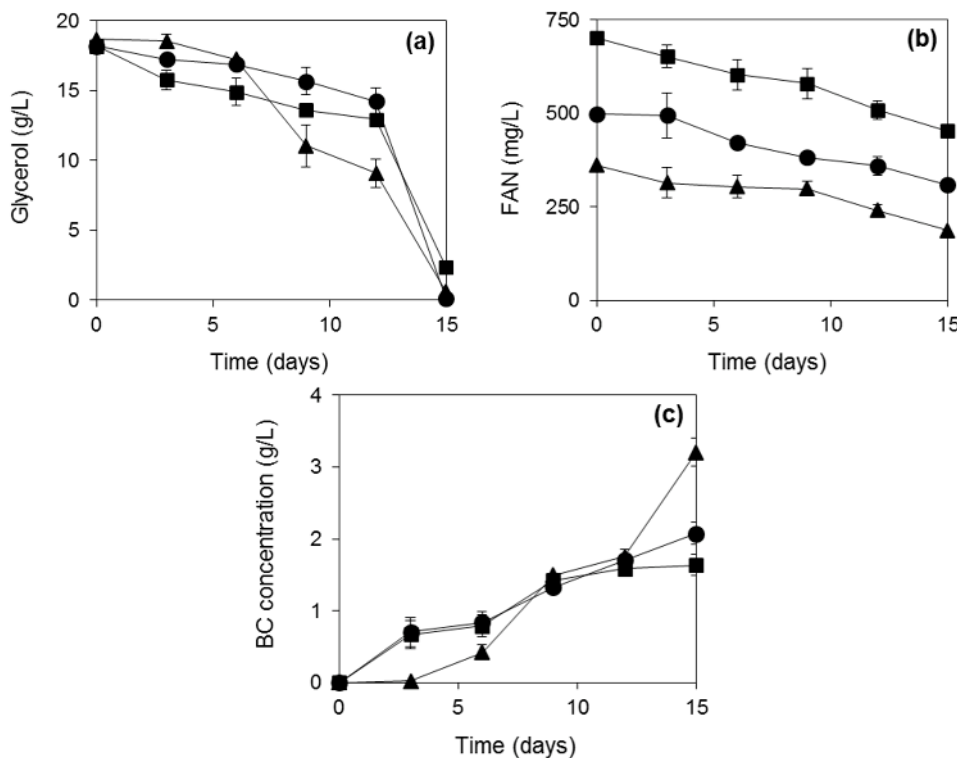 (a)
Glycerol (g/L)
20
15
10
5
0
0 5 10 15
Time (days)
(b)
FAN (mg/L)
750
500
250
0
0 5 10 15
Time (days)
(c)
BC concentration (g/L)
4
3
2
1
0
0 5 10 15
Time (days)